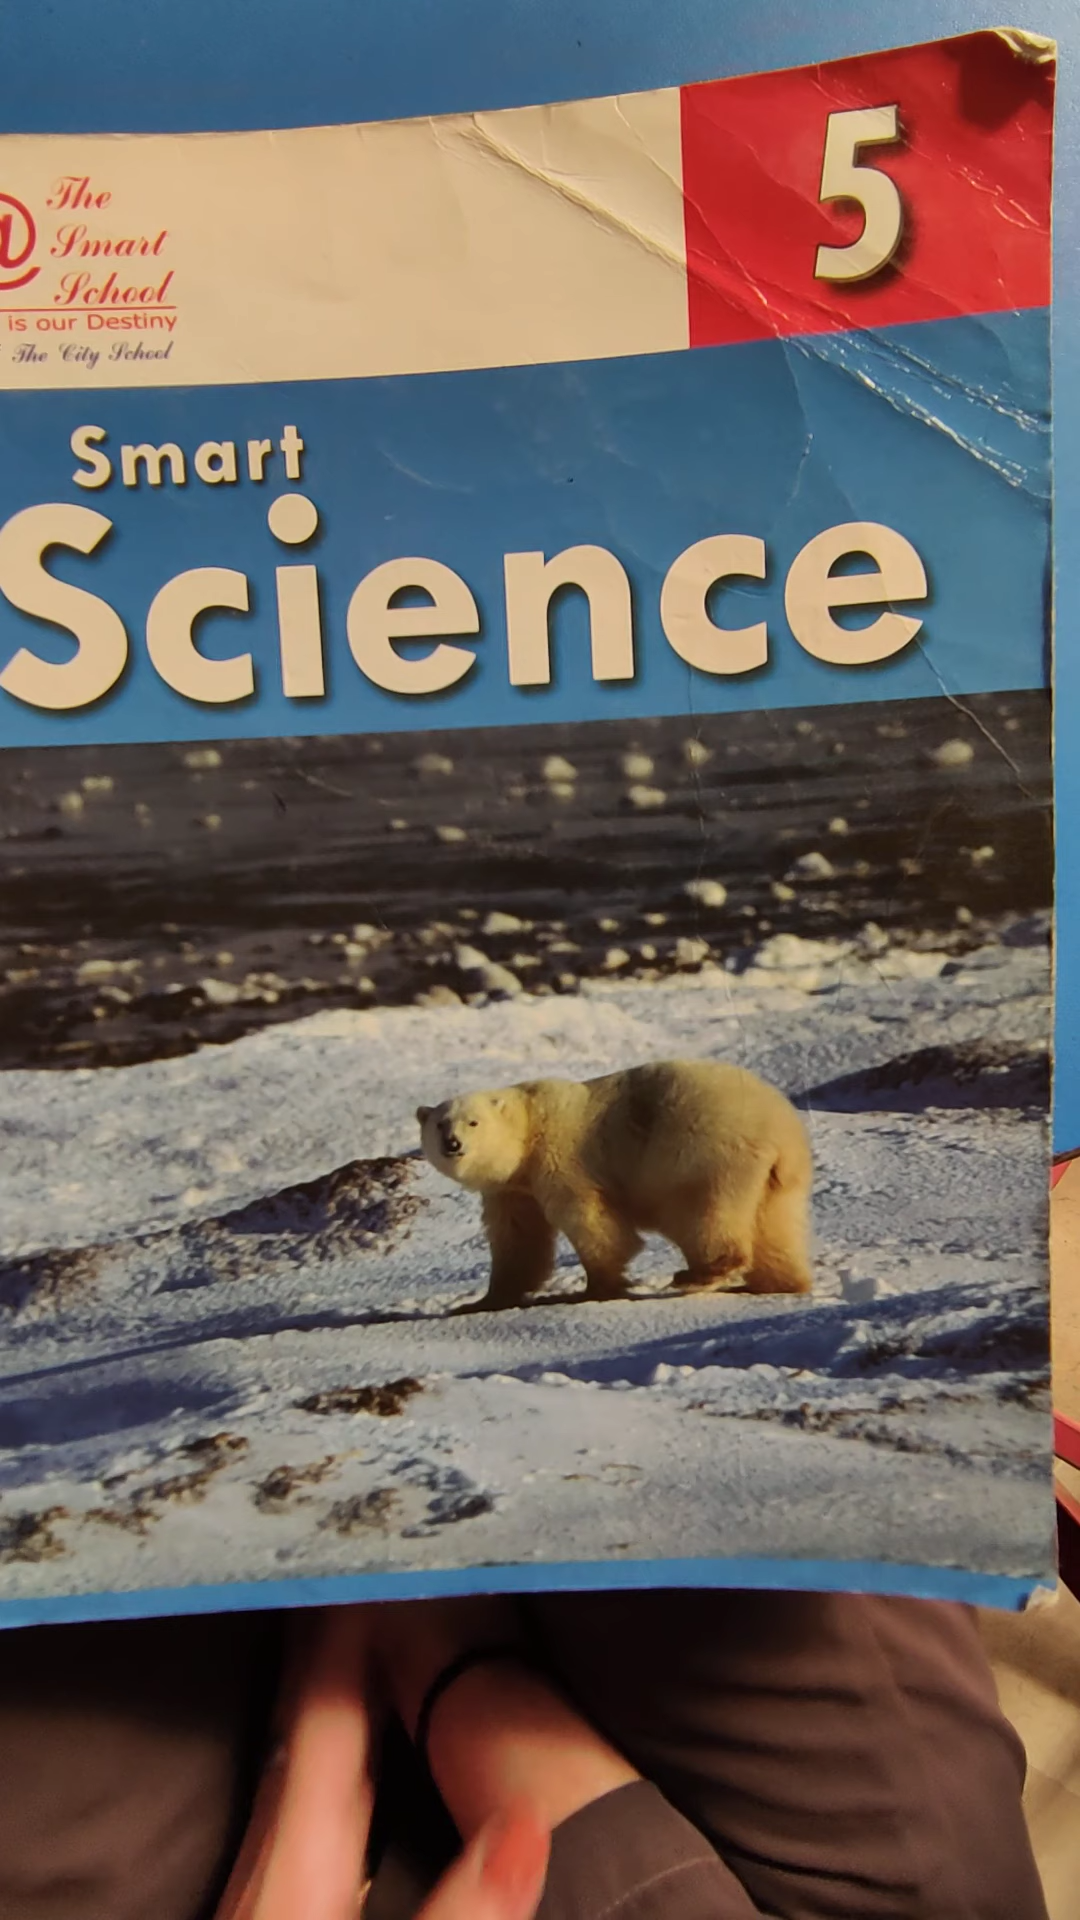 The
Smart
School
is our Destiny
The City School
5
Smart
Science